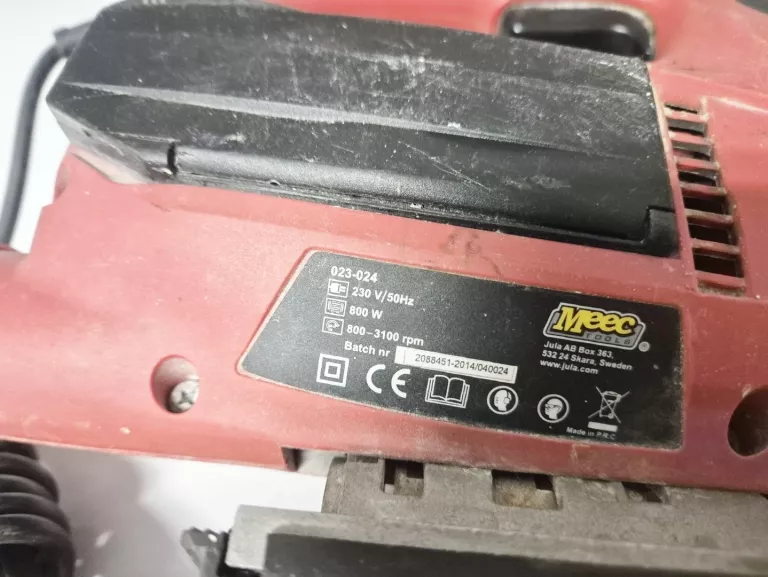 023-024
230 V/50Hz
800 W
800-3100 rpm
Batch nr 2088451-2014/040024
CE
Meec
TOOLS ®
Jula AB Box 363,
532 24 Skara, Sweden
www.jula.com
Made in P.R.C